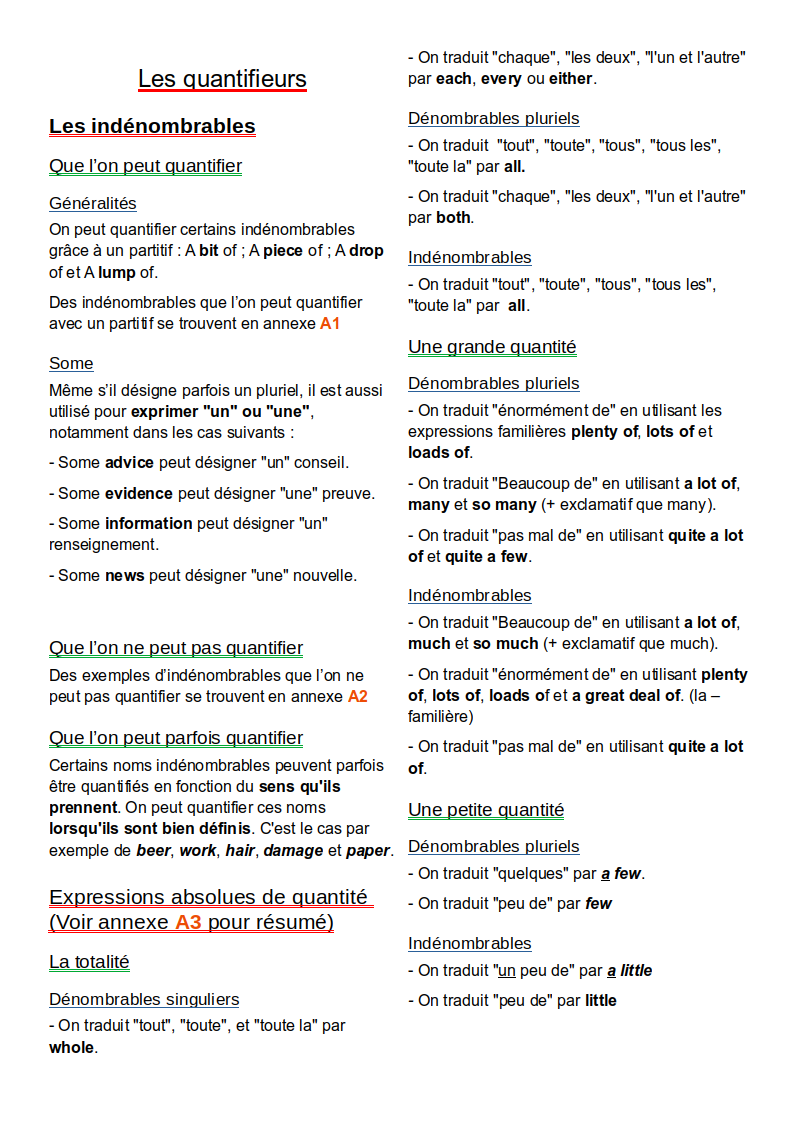 Les quantifieurs
Les indénombrables
Que l’on peut quantifier
Généralités
On peut quantifier certains indénombrables
grâce à un partitif : A bit of ; A piece of ; A drop
of et A lump of.
Des indénombrables que l’on peut quantifier
avec un partitif se trouvent en annexe A1
Some
Même s’il désigne parfois un pluriel, il est aussi
utilisé pour exprimer "un" ou "une",
notamment dans les cas suivants :
- Some advice peut désigner "un" conseil.
- Some evidence peut désigner "une" preuve.
- Some information peut désigner "un"
renseignement.
- Some news peut désigner "une" nouvelle.
Que l’on ne peut pas quantifier
Des exemples d’indénombrables que l’on ne
peut pas quantifier se trouvent en annexe A2
Que l’on peut parfois quantifier
Certains noms indénombrables peuvent parfois
être quantifiés en fonction du sens qu'ils
prennent. On peut quantifier ces noms
lorsqu'ils sont bien définis. C'est le cas par
exemple de beer, work, hair, damage et paper.
Expressions absolues de quantité
(Voir annexe A3 pour résumé)
La totalité
Dénombrables singuliers
- On traduit "tout", "toute", et "toute la" par
whole.
- On traduit "chaque", "les deux", "l'un et l'autre"
par each, every ou either.
Dénombrables pluriels
- On traduit "tout", "toute", "tous", "tous les",
"toute la" par all.
- On traduit "chaque", "les deux", "l'un et l'autre"
par both.
Indénombrables
- On traduit "tout", "toute", "tous", "tous les",
"toute la" par all.
Une grande quantité
Dénombrables pluriels
- On traduit "énormément de" en utilisant les
expressions familières plenty of, lots of et
loads of.
- On traduit "Beaucoup de" en utilisant a lot of,
many et so many (+ exclamatif que many).
- On traduit "pas mal de" en utilisant quite a lot
of et quite a few.
Indénombrables
- On traduit "Beaucoup de" en utilisant a lot of,
much et so much (+ exclamatif que much).
- On traduit "énormément de" en utilisant plenty
of, lots of, loads of et a great deal of. (la –
familière)
- On traduit "pas mal de" en utilisant quite a lot
of.
Une petite quantité
Dénombrables pluriels
- On traduit "quelques" par a few.
- On traduit "peu de" par few
Indénombrables
- On traduit "un peu de" par a little
- On traduit "peu de" par little